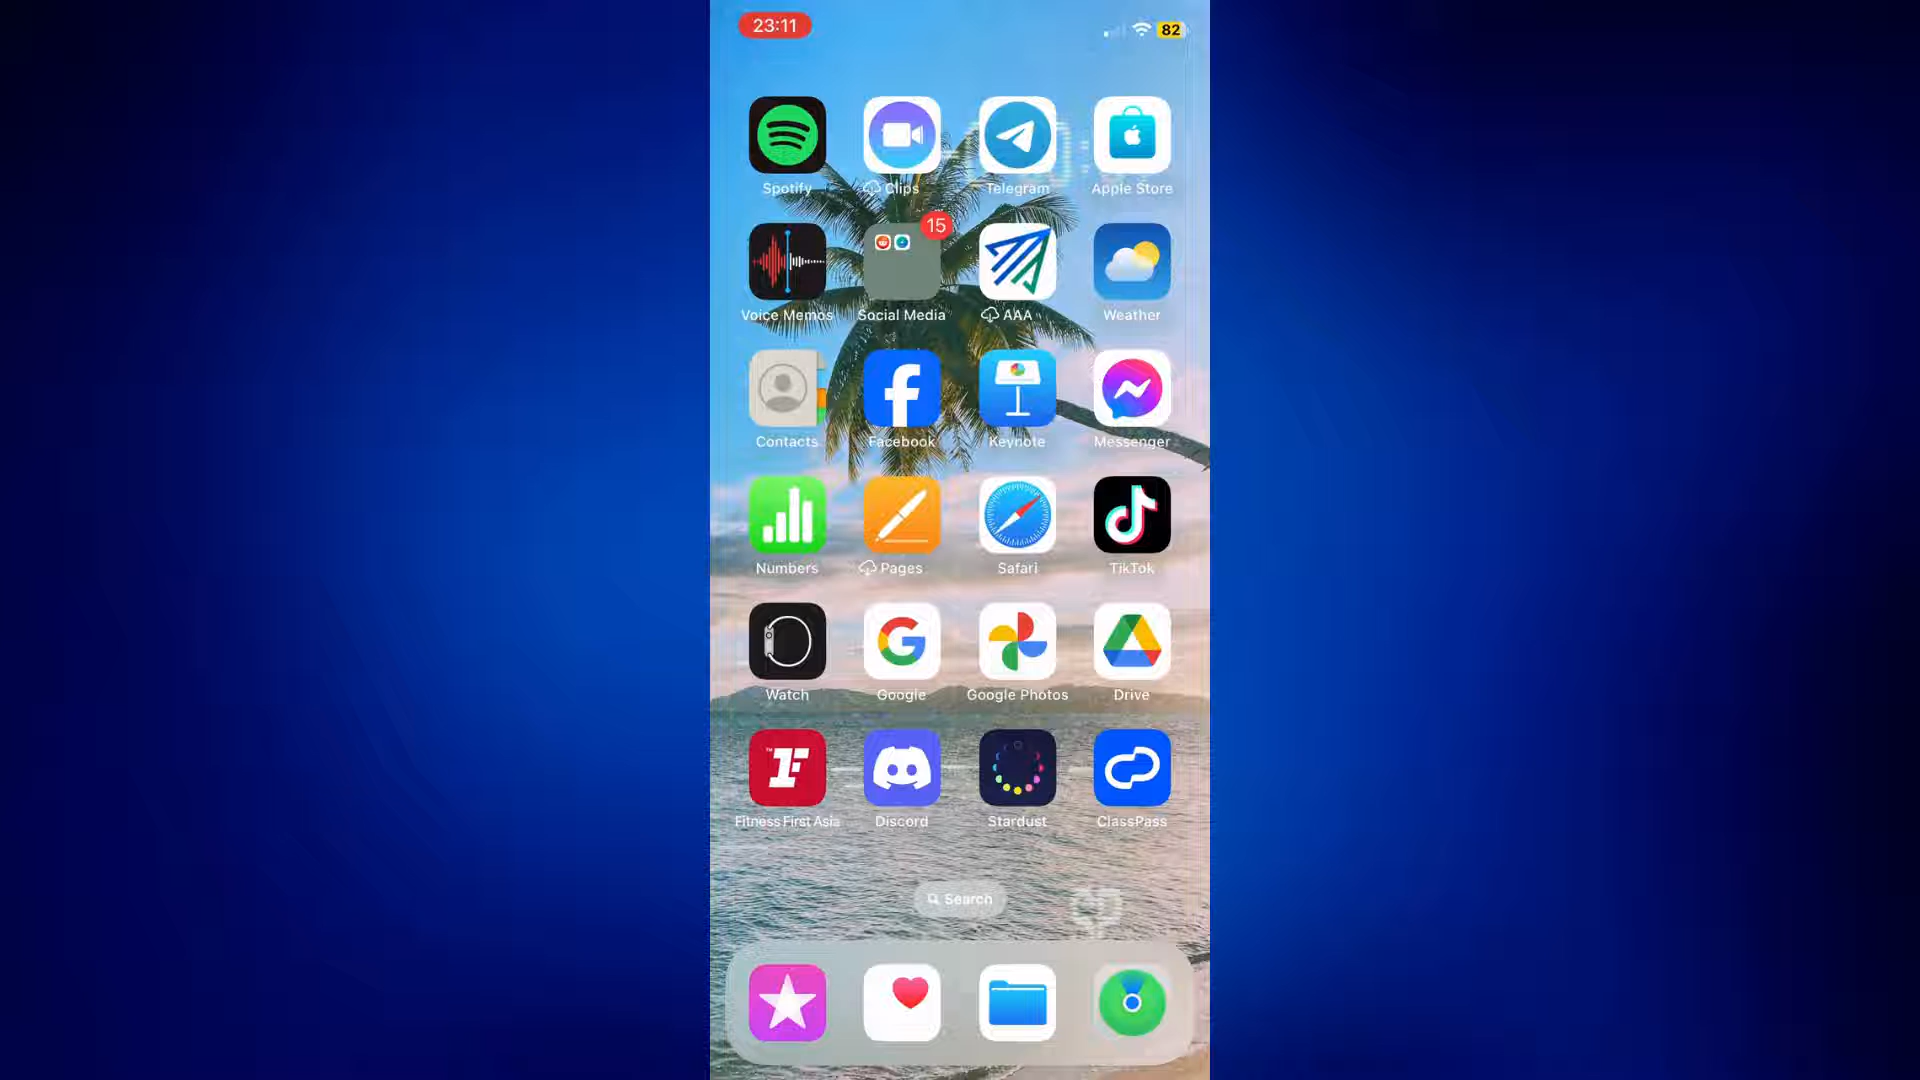 23:11
82
Spotify
Clips
Telegram
Apple Store
15
Voice Memos
Social Media
AAA
Weather
Contacts
Facebook
Keynote
Messenger
Numbers
Pages
Safari
TikTok
Watch
Google
Google Photos
Drive
Fitness First Asia
Discord
Stardust
ClassPass
Search